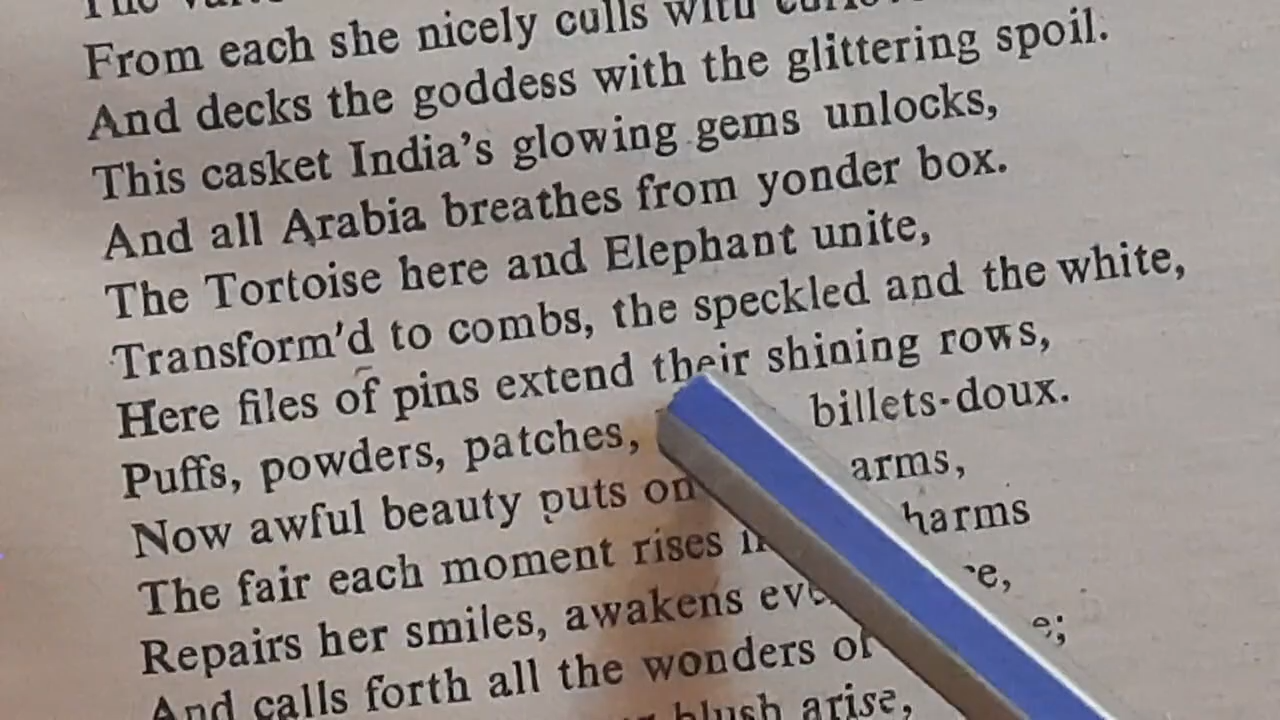 From each she nicely culls with
And decks the goddess with the glittering spoil.
This casket India's glowing gems unlocks,
And all Arabia breathes from yonder box.
The Tortoise here and Elephant unite,
Transform'd to combs, the speckled and the white,
Here files of pins extend their shining rows,
Puffs, powders, patches, billets-doux.
Now awful beauty puts on arms,
The fair each moment rises
Repairs her smiles, awakens
And calls forth all the wonders of
blush arise,